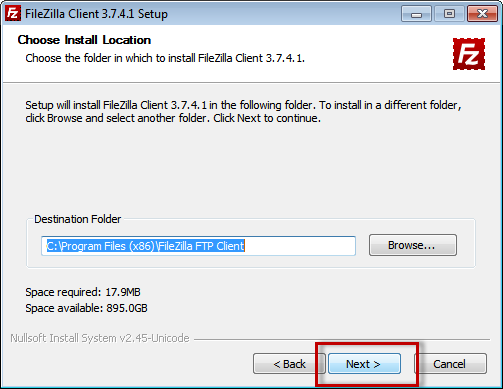 FileZilla Client 3.7.4.1 Setup
Choose Install Location
Choose the folder in which to install FileZilla Client 3.7.4.1.
FZ
Setup will install FileZilla Client 3.7.4.1 in the following folder. To install in a different folder,
click Browse and select another folder. Click Next to continue.
Destination Folder
C:\Program Files (x86)\FileZilla FTP Client
Browse...
Space required: 17.9MB
Space available: 895.0GB
Nullsoft Install System v2.45-Unicode
< Back
Next >
Cancel